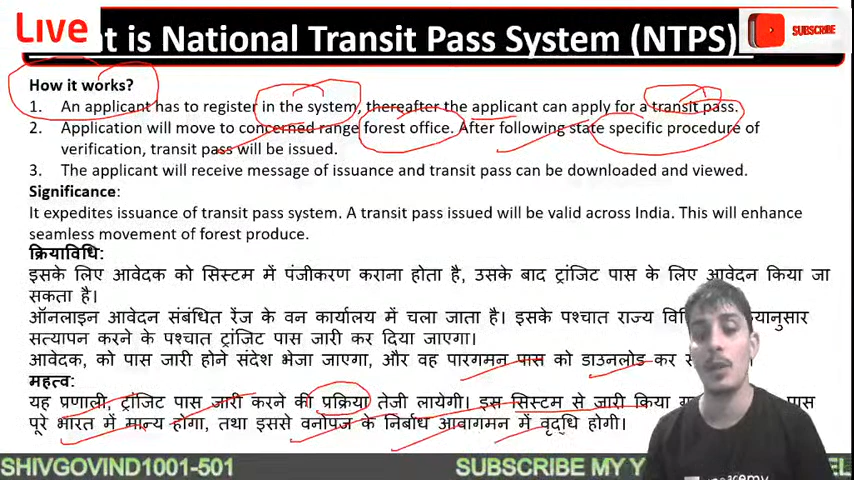 Live
t is National Transit Pass System (NTPS)
SUBSCRIBE
How it works?
1. An applicant has to register in the system, thereafter the applicant can apply for a transit pass.
2. Application will move to concerned range forest office. After following state specific procedure of
verification, transit pass will be issued.
3. The applicant will receive message of issuance and transit pass can be downloaded and viewed.
Significance:
It expedites issuance of transit pass system. A transit pass issued will be valid across India. This will enhance
seamless movement of forest produce.
क्रियाविधि:
इसके लिए आवेदक को सिस्टम में पंजीकरण कराना होता है, उसके बाद ट्रांजिट पास के लिए आवेदन किया जा
सकता है।
ऑनलाइन आवेदन संबंधित रेंज के वन कार्यालय में चला जाता है। इसके पश्चात राज्य
सत्यापन करने के पश्चात ट्रांजिट पास जारी कर दिया जाएगा।
आवेदक, को पास जारी होने संदेश भेजा जाएगा, और वह पारगमन पास को डाउनलोड कर
महत्व:
यह प्रणाली, ट्रांजिट पास जारी करने की प्रक्रिया तेजी लायेगी। इस सिस्टम से जारी किया पास
पूरे भारत में मान्य होगा, तथा इससे वनोपज के निर्बाध आवागमन में वृद्धि होगी।
SHIVGOVIND1001-501 SUBSCRIBE MY